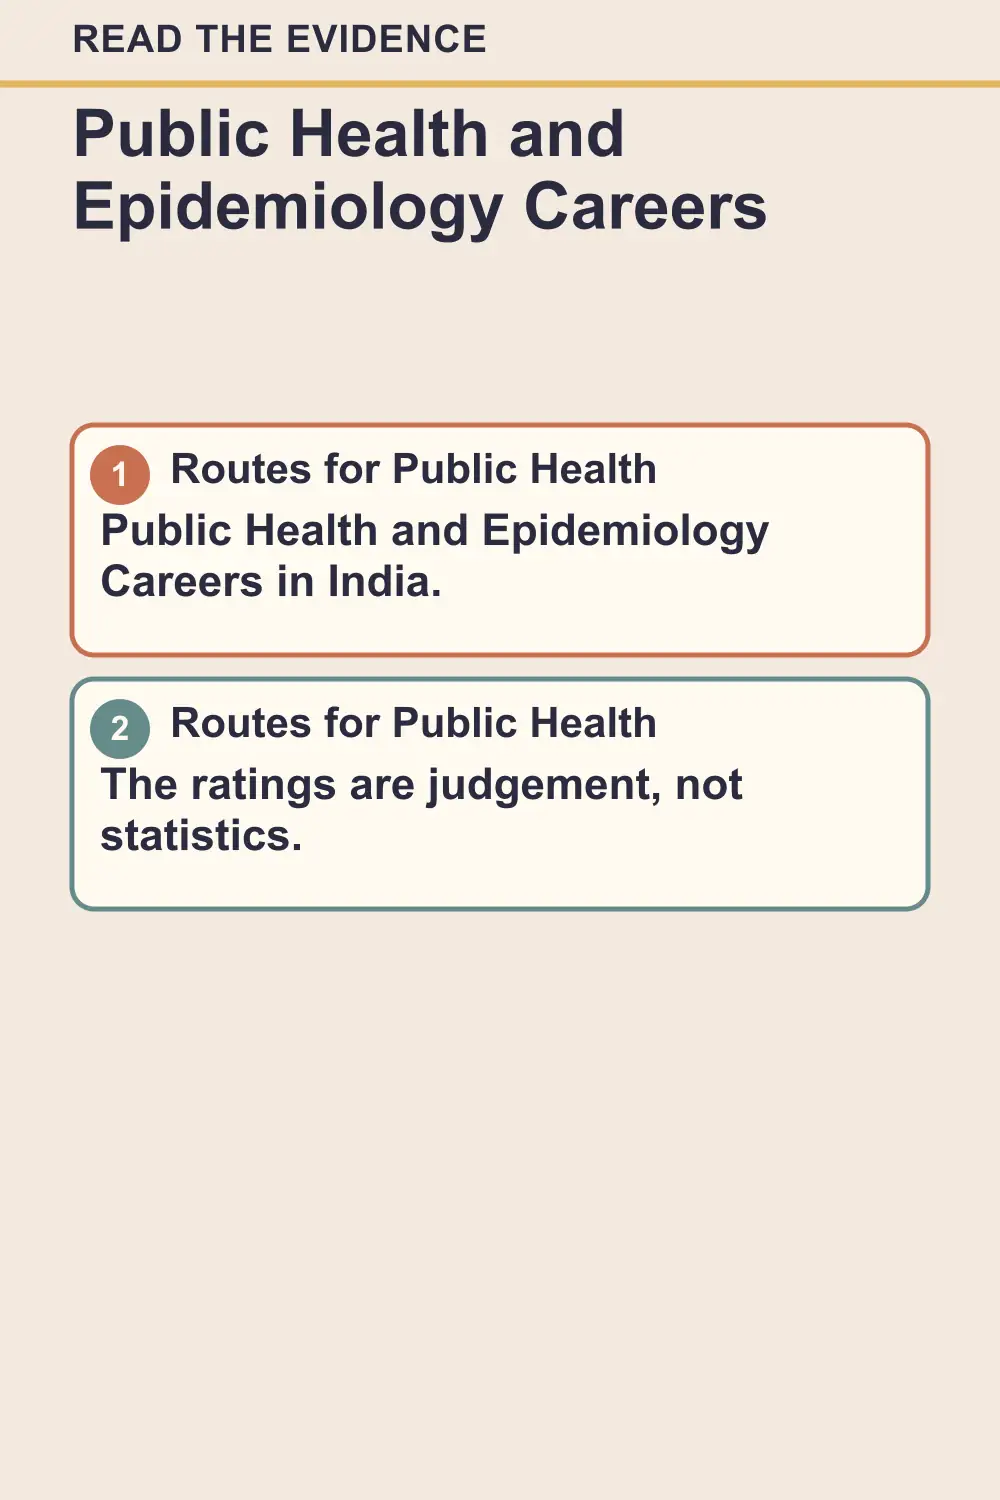 READ THE EVIDENCE
Public Health and
Epidemiology Careers
1 Routes for Public Health
Public Health and Epidemiology
Careers in India.
2 Routes for Public Health
The ratings are judgement, not
statistics.